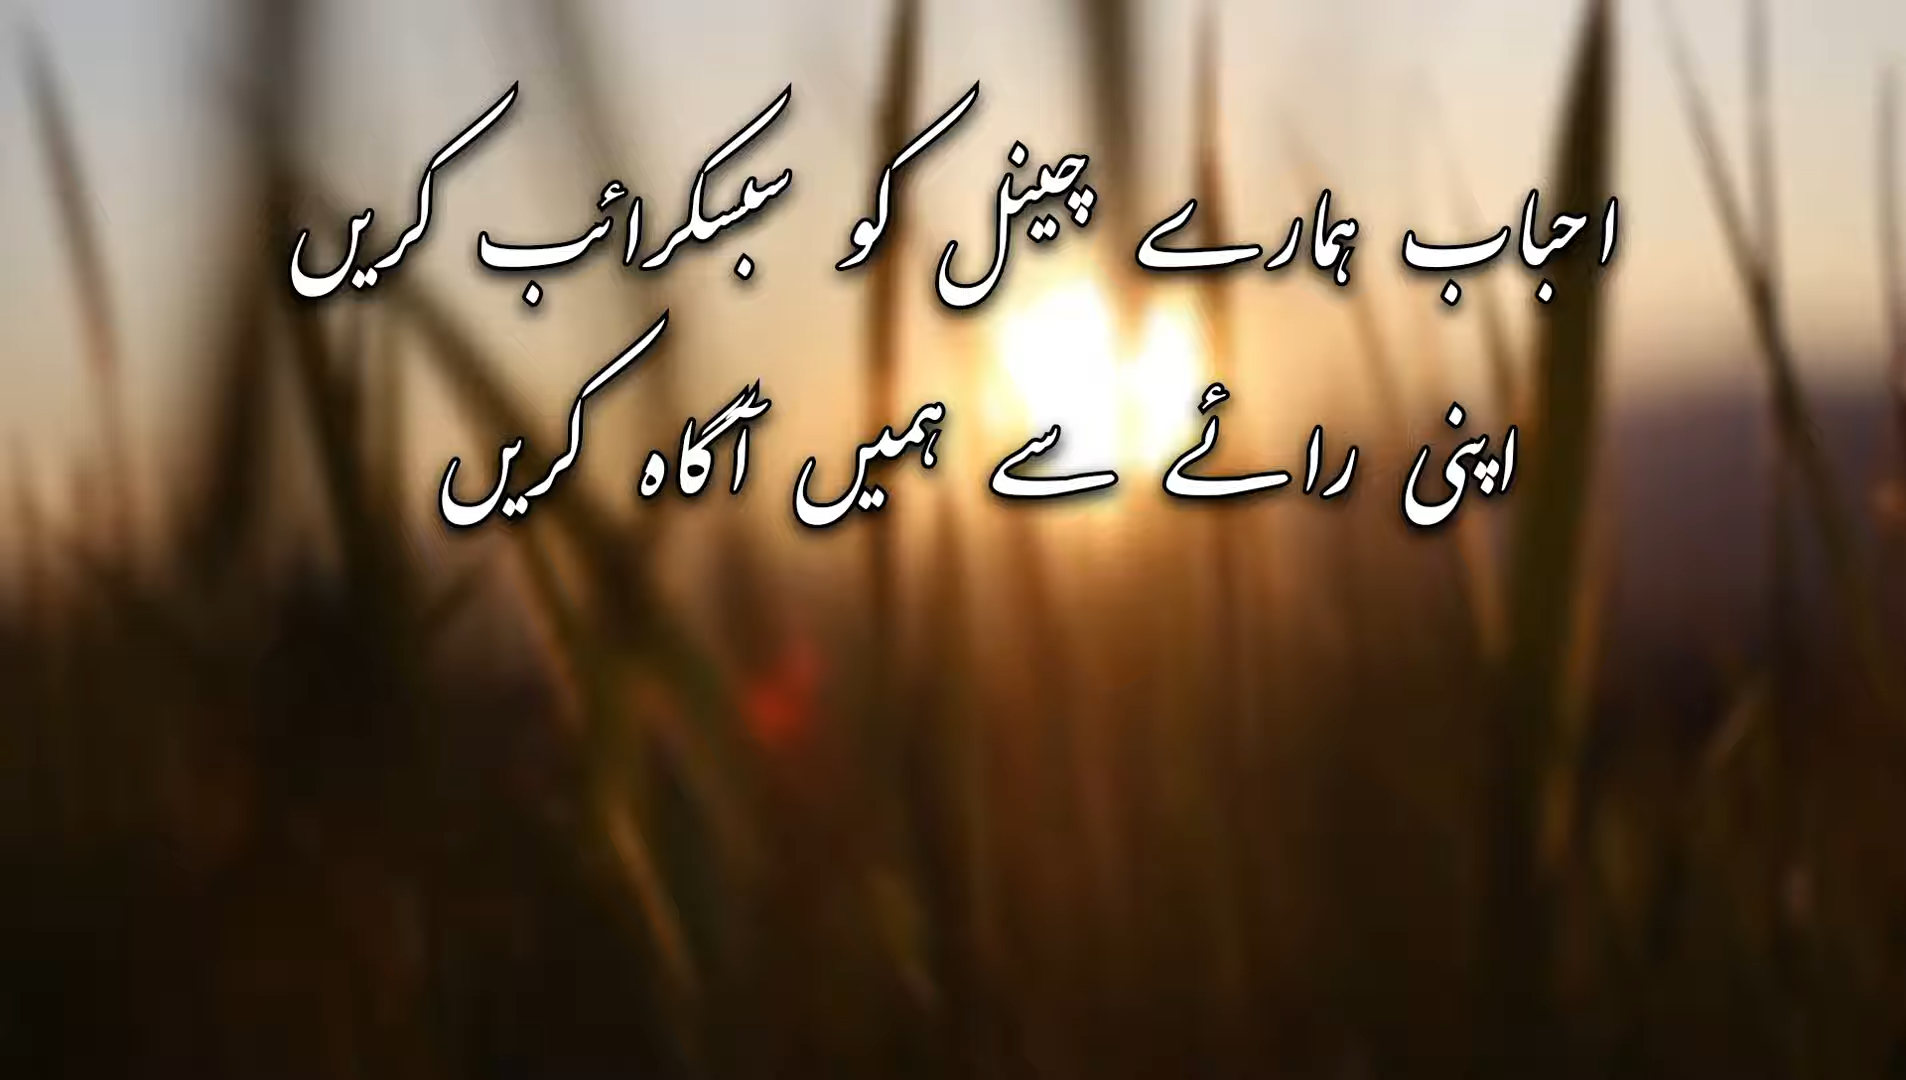 احباب ہمارے چینل کو سبسکرائب کریں
اپنی رائے سے ہمیں آگاہ کریں